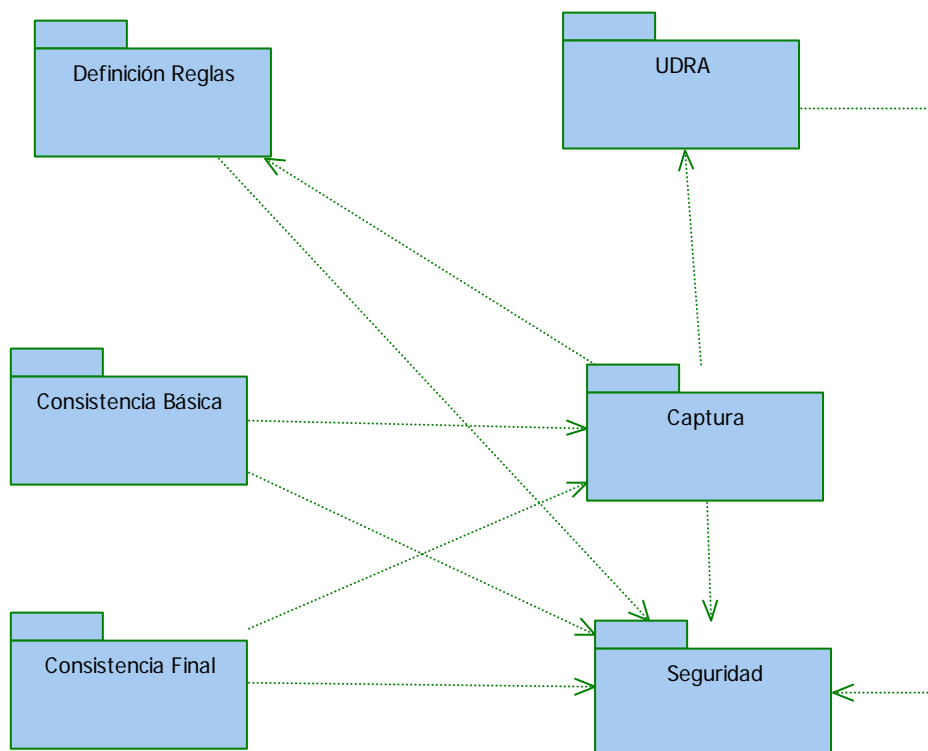 Definición Reglas
UDRA
Consistencia Básica
Captura
Consistencia Final
Seguridad